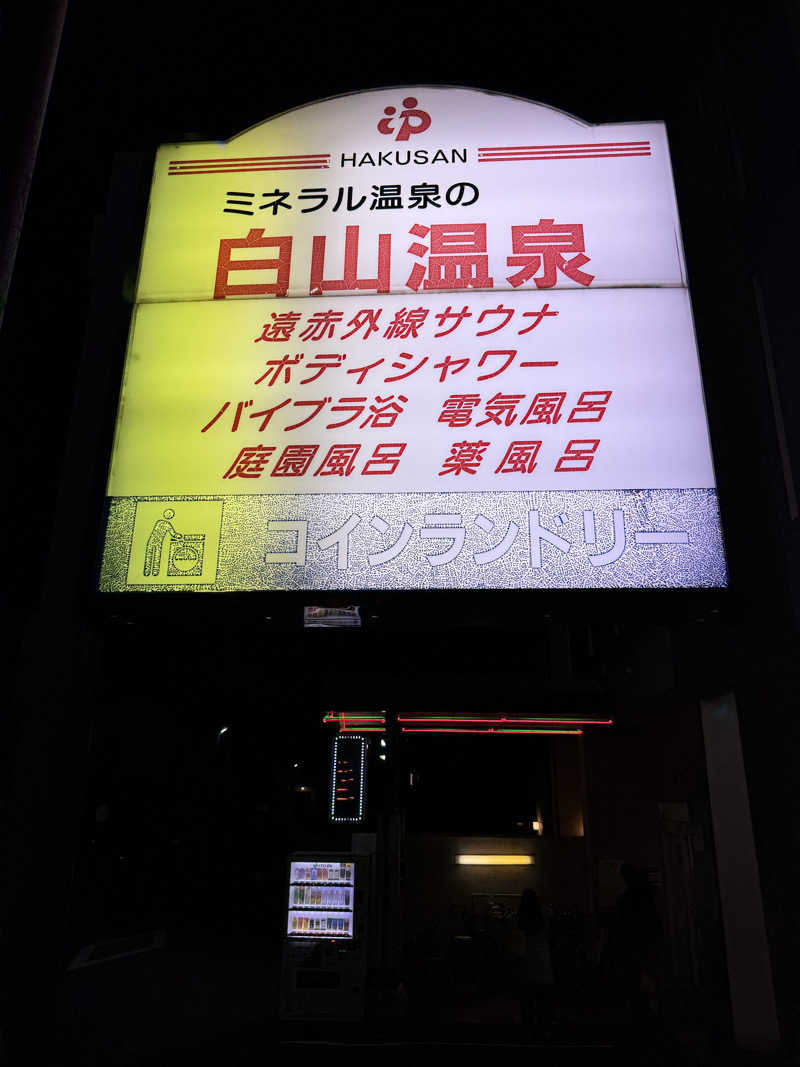 HAKUSAN
ミネラル温泉の
白山温泉
遠赤外線サウナ
ボディシャワー
バイブラ浴 電気風呂
庭園風呂 薬風呂
コインランドリー